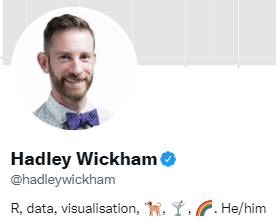 Hadley Wickham
@hadleywickham
R, data, visualisation, 🐕, 🍸, 🌈. He/him